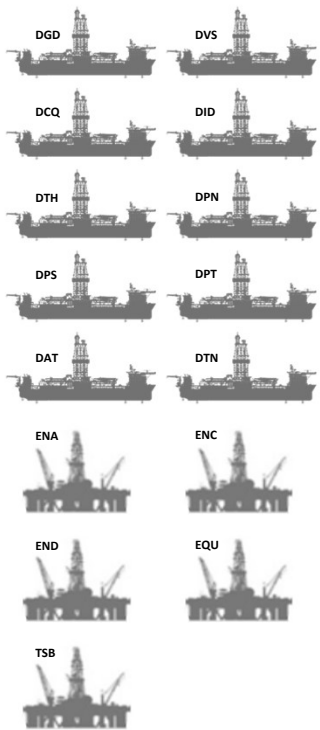 DGD DVS
DCQ DID
DTH DPN
DPS DPT
DAT DTN
ENA ENC
END EQU
TSB